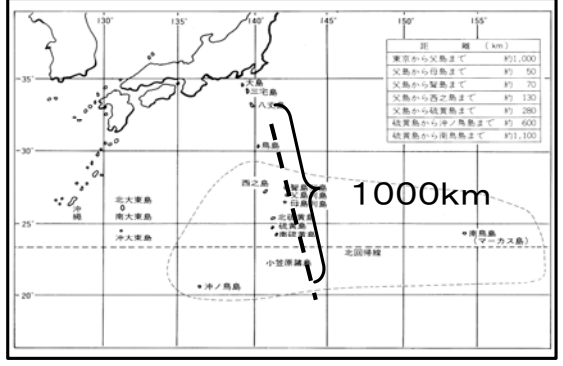 130°
135°
140°
145°
150°
155°
距 離 (km)
東京から父島まで 約1,000
父島から母島まで 約 50
父島から聟島まで 約 70
父島から西之島まで 約 130
父島から硫黄島まで 約 280
硫黄島から沖ノ鳥島まで 約 600
硫黄島から南鳥島まで 約1,100
35°
大島
三宅島
八丈島
30°
鳥島
西之島
聟島列島
父島列島
母島列島
1000km
北大東島
南大東島
沖大東島
沖縄
25°
北硫黄島
硫黄島
南硫黄島
南鳥島
(マーカス島)
北回帰線
小笠原諸島
沖ノ鳥島
20°